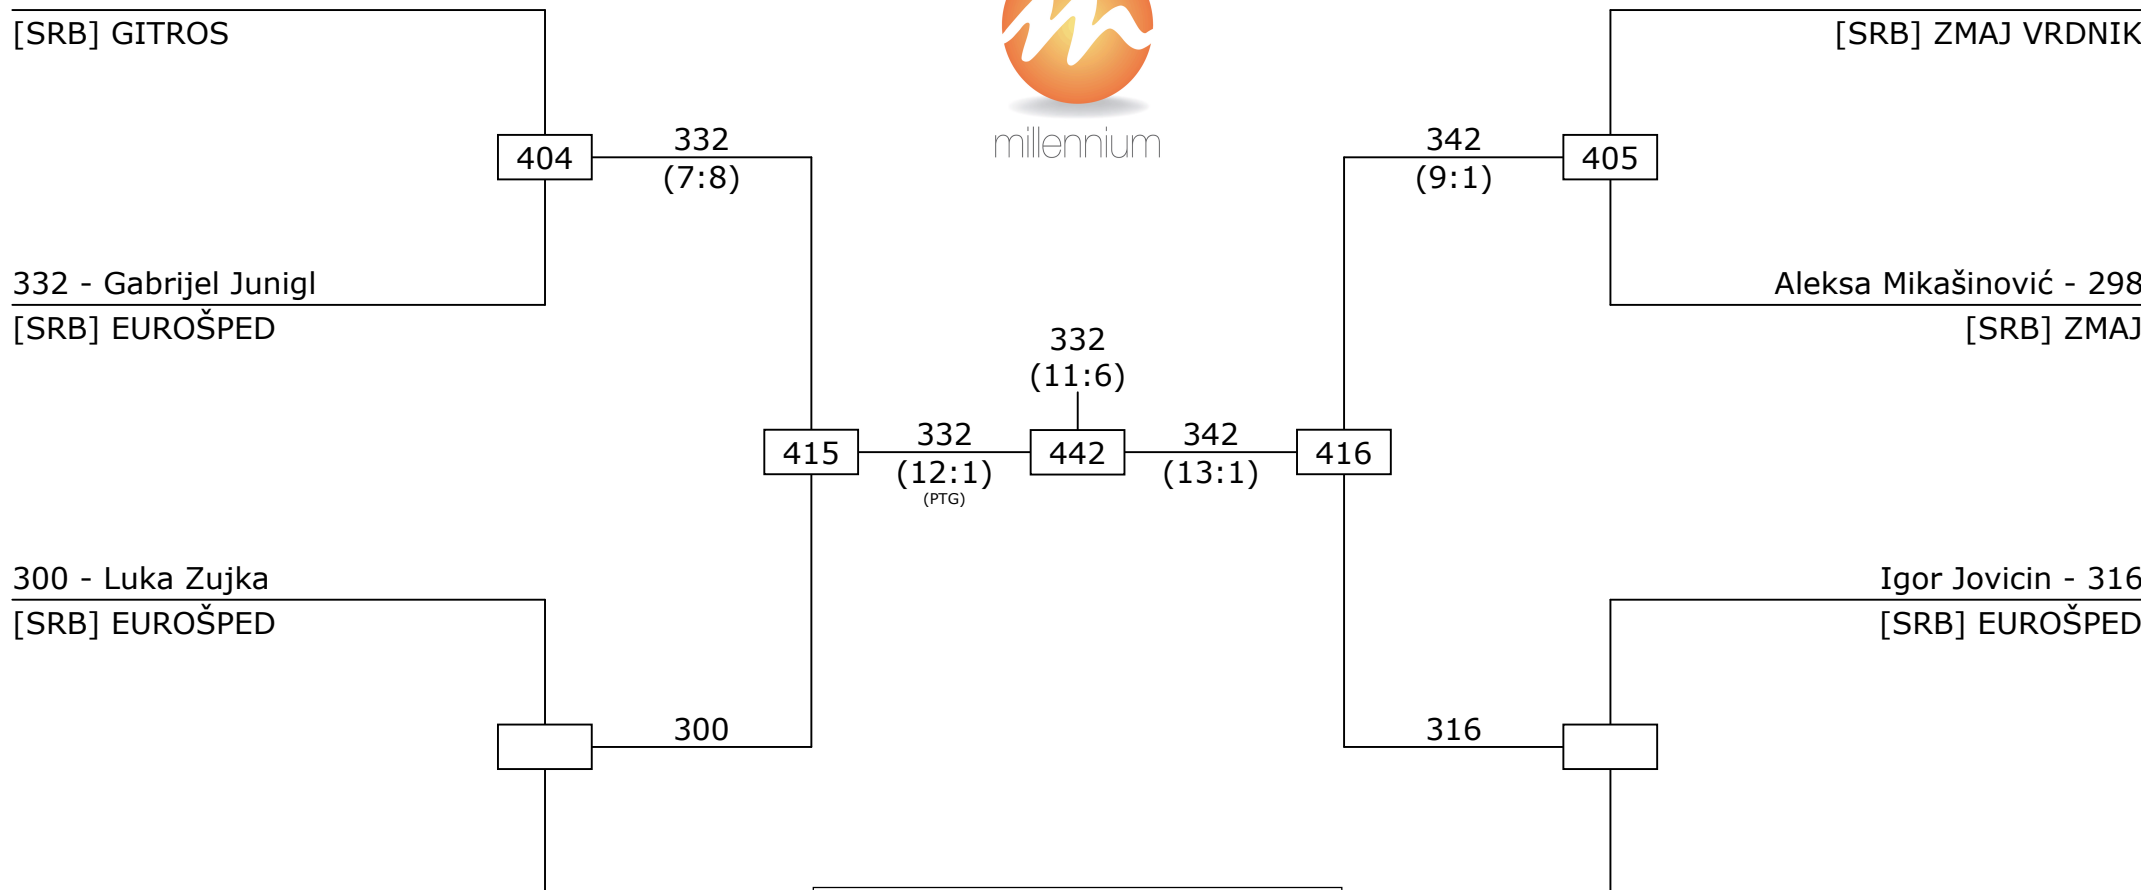 [SRB] GITROS
[SRB] ZMAJ VRDNIK
millennium
332
(7:8)
404
342
(9:1)
405
332 - Gabrijel Junigl
[SRB] EUROŠPED
Aleksa Mikašinović - 298
[SRB] ZMAJ
332
(11:6)
415
332
(12:1)
(PTG)
442
342
(13:1)
416
300 - Luka Zujka
[SRB] EUROŠPED
Igor Jovicin - 316
[SRB] EUROŠPED
300
316